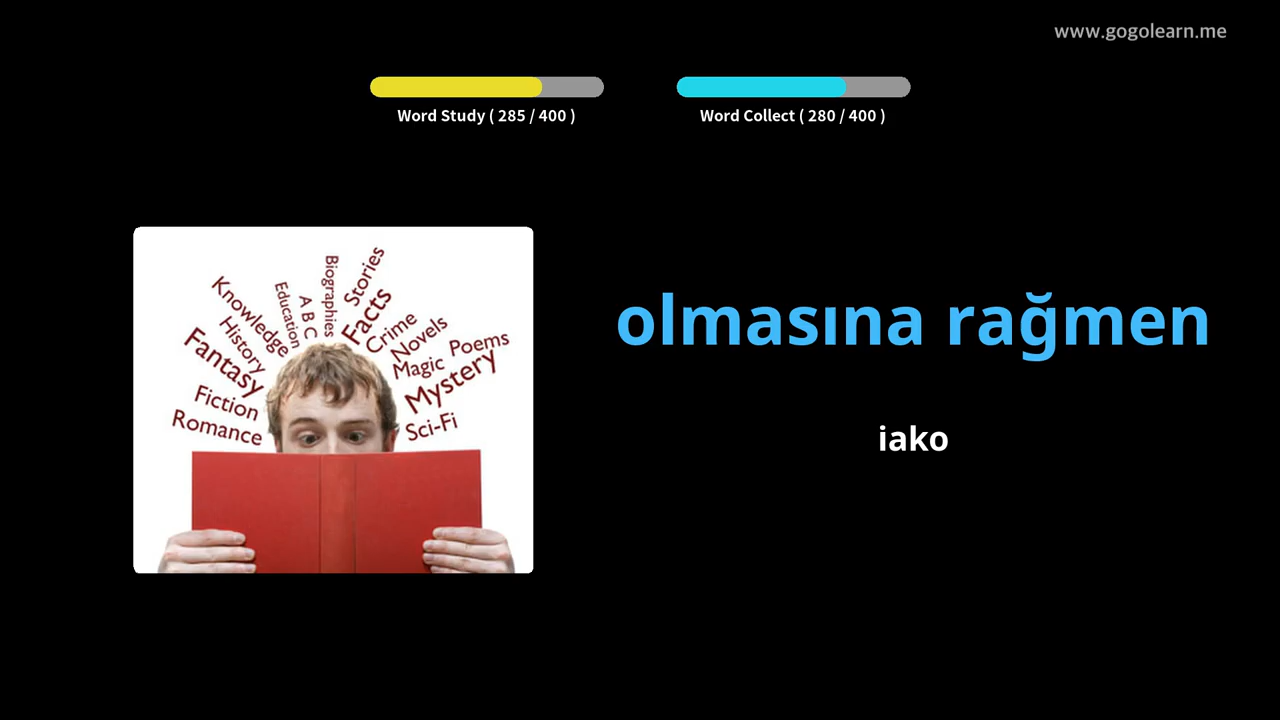 www.gogolearn.me
Word Study ( 285 / 400 )
Word Collect ( 280 / 400 )
Knowledge
History
Fantasy
Fiction
Romance
Education
A B C
Biographies
Stories
Facts
Crime
Novels
Magic
Poems
Mystery
Sci-Fi
olmasına rağmen
iako